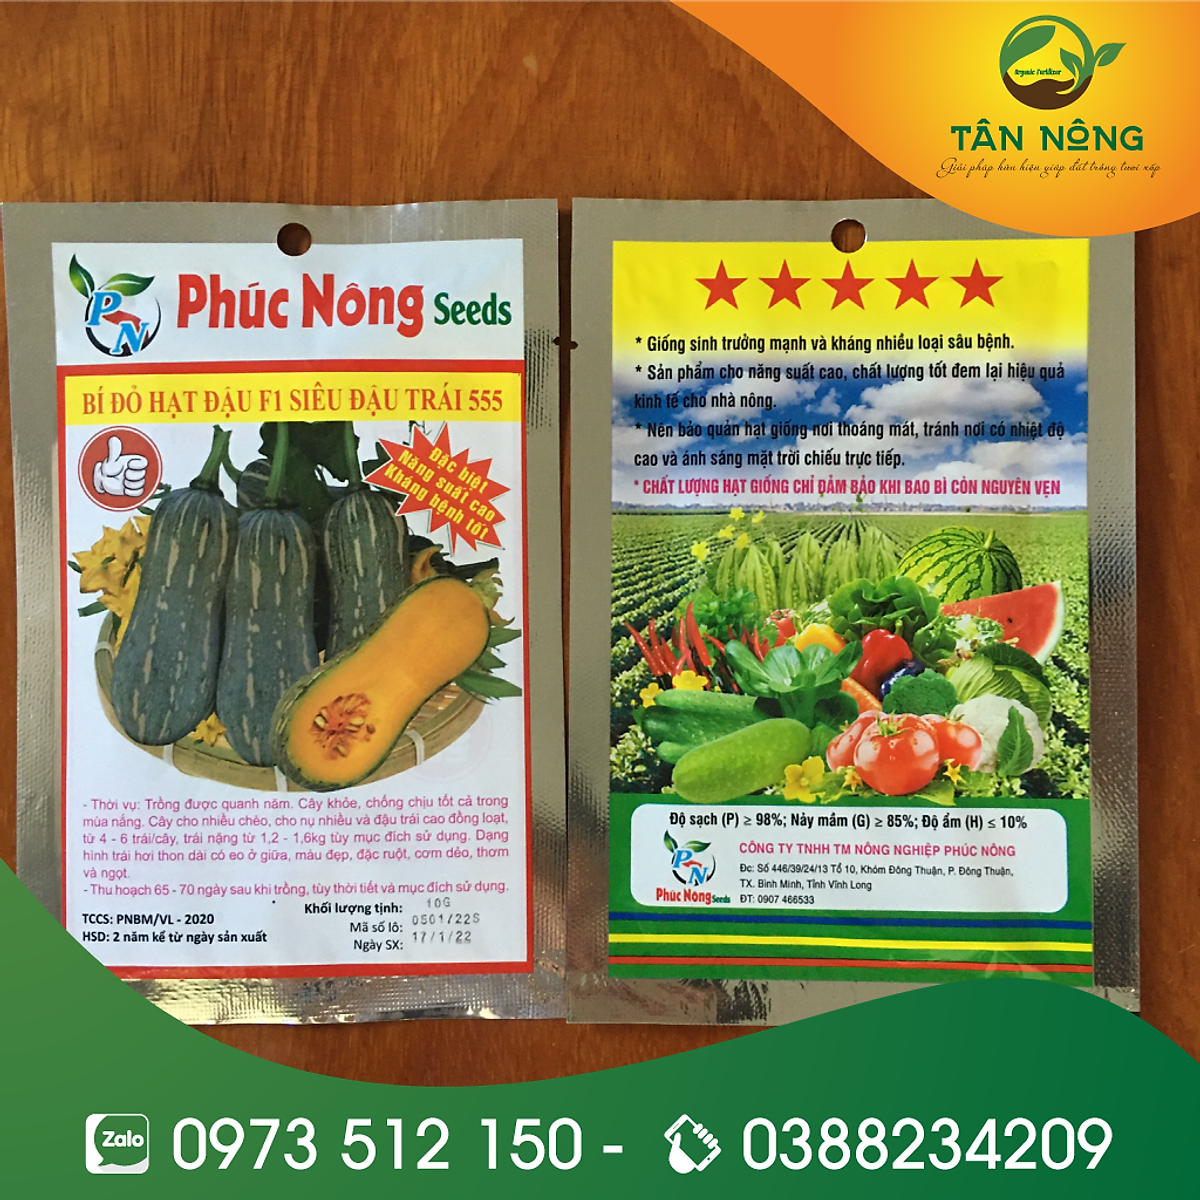 Organic Fertilizer
TÂN NÔNG
Giải pháp hữu hiệu giúp đất trồng tươi xốp
PN
Phúc Nông Seeds
BÍ ĐỎ HẠT ĐẬU F1 SIÊU ĐẬU TRÁI 555
Đặc biệt
Năng suất cao
Kháng bệnh tốt
- Thời vụ: Trồng được quanh năm. Cây khỏe, chống chịu tốt cả trong
mùa nắng. Cây cho nhiều chèo, cho nụ nhiều và đậu trái cao đồng loạt,
từ 4 - 6 trái/cây, trái nặng từ 1,2 - 1,6kg tùy mục đích sử dụng. Dạng
hình trái hơi thon dài có eo ở giữa, màu đẹp, đặc ruột, cơm dẻo, thơm
và ngọt.
- Thu hoạch 65 - 70 ngày sau khi trồng, tùy thời tiết và mục đích sử dụng.
TCCS: PNBM/VL - 2020
HSD: 2 năm kể từ ngày sản xuất
Khối lượng tịnh: 10G
Mã số lô: 0501/22S
Ngày SX: 17/1/22
* Giống sinh trưởng mạnh và kháng nhiều loại sâu bệnh.
* Sản phẩm cho năng suất cao, chất lượng tốt đem lại hiệu quả
kinh tế cho nhà nông.
* Nên bảo quản hạt giống nơi thoáng mát, tránh nơi có nhiệt độ
cao và ánh sáng mặt trời chiếu trực tiếp.
* CHẤT LƯỢNG HẠT GIỐNG CHỈ ĐẢM BẢO KHI BAO BÌ CÒN NGUYÊN VẸN
Độ sạch (P) ≥ 98%; Nảy mầm (G) ≥ 85%; Độ ẩm (H) ≤ 10%
PN
Phúc Nông Seeds
CÔNG TY TNHH TM NÔNG NGHIỆP PHÚC NÔNG
Đc: Số 446/39/24/13 Tổ 10, Khóm Đông Thuận, P. Đông Thuận,
TX. Bình Minh, Tỉnh Vĩnh Long
ĐT: 0907 466533
Zalo 0973 512 150 - 0388234209